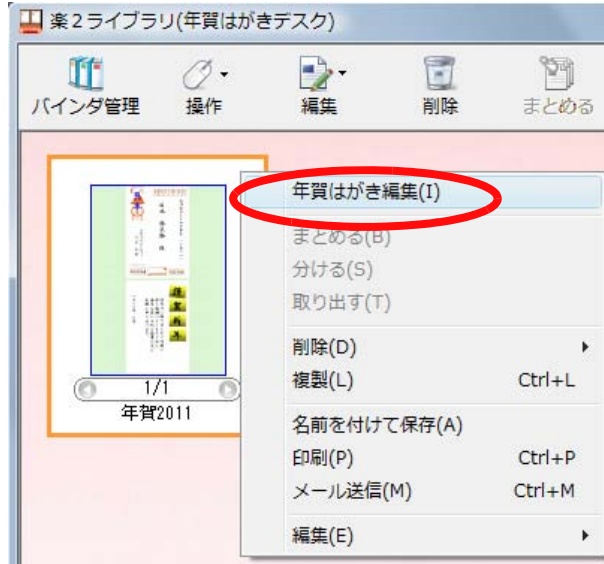 楽２ライブラリ(年賀はがきデスク)
バインダ管理 操作 編集 削除 まとめる
年賀はがき編集(I)
まとめる(B)
分ける(S)
取り出す(T)
削除(D)
複製(L) Ctrl+L
名前を付けて保存(A)
印刷(P) Ctrl+P
メール送信(M) Ctrl+M
編集(E)
謹賀新年
1/1
年賀2011